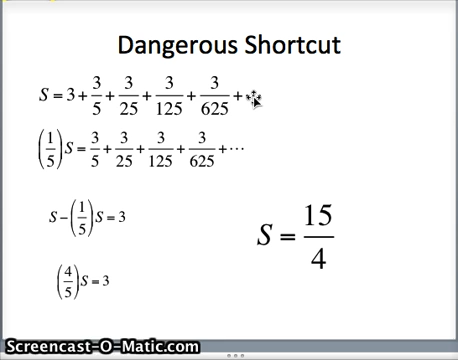 Dangerous Shortcut
S = 3 + 3/5 + 3/25 + 3/125 + 3/625 +
(1/5)S = 3/5 + 3/25 + 3/125 + 3/625 + ⋯
S − (1/5)S = 3
S = 15/4
(4/5)S = 3
Screencast-O-Matic.com